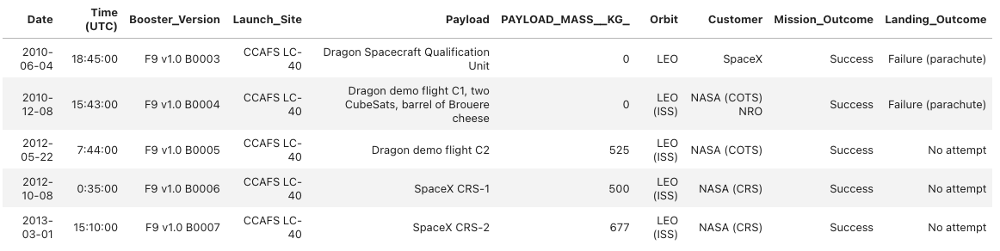 Date Time (UTC) Booster_Version Launch_Site Payload PAYLOAD_MASS__KG_ Orbit Customer Mission_Outcome Landing_Outcome
2010-06-04 18:45:00 F9 v1.0 B0003 CCAFS LC-40 Dragon Spacecraft Qualification Unit 0 LEO SpaceX Success Failure (parachute)
2010-12-08 15:43:00 F9 v1.0 B0004 CCAFS LC-40 Dragon demo flight C1, two CubeSats, barrel of Brouere cheese 0 LEO (ISS) NASA (COTS) NRO Success Failure (parachute)
2012-05-22 7:44:00 F9 v1.0 B0005 CCAFS LC-40 Dragon demo flight C2 525 LEO (ISS) NASA (COTS) Success No attempt
2012-10-08 0:35:00 F9 v1.0 B0006 CCAFS LC-40 SpaceX CRS-1 500 LEO (ISS) NASA (CRS) Success No attempt
2013-03-01 15:10:00 F9 v1.0 B0007 CCAFS LC-40 SpaceX CRS-2 677 LEO (ISS) NASA (CRS) Success No attempt